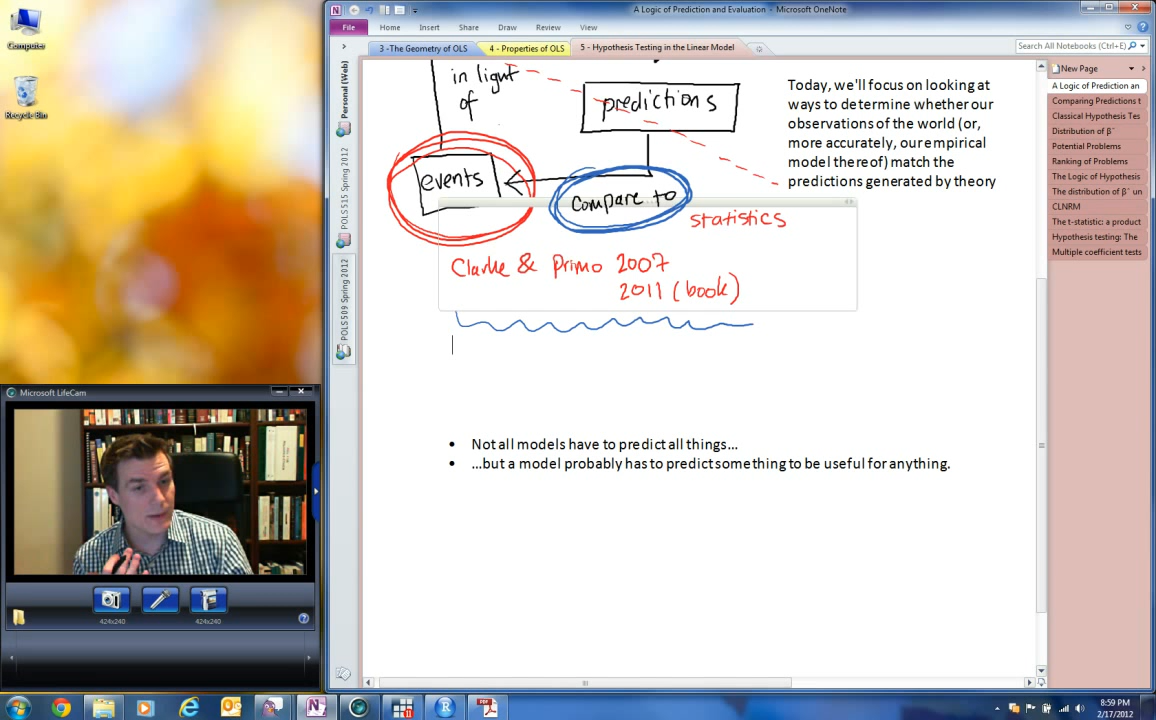 A Logic of Prediction and Evaluation - Microsoft OneNote
File
Home
Insert
Share
Draw
Review
View
3 -The Geometry of OLS
4 - Properties of OLS
5 - Hypothesis Testing in the Linear Model
Search All Notebooks (Ctrl+E)
Computer
Recycle Bin
Personal (Web)
POLS 515 Spring 2012
POLS 509 Spring 2012
in light
of
predictions
events
compare to
statistics
Clarke & Primo 2007
2011 (book)
Today, we'll focus on looking at
ways to determine whether our
observations of the world (or,
more accurately, our empirical
model thereof) match the
predictions generated by theory
Not all models have to predict all things…
…but a model probably has to predict something to be useful for anything.
New Page
A Logic of Prediction an
Comparing Predictions t
Classical Hypothesis Tes
Distribution of β^
Potential Problems
Ranking of Problems
The Logic of Hypothesis
The distribution of β^ un
CLNRM
The t-statistic: a product
Hypothesis testing: The
Multiple coefficient tests
Microsoft LifeCam
424x240
424x240
8:59 PM
2/17/2012